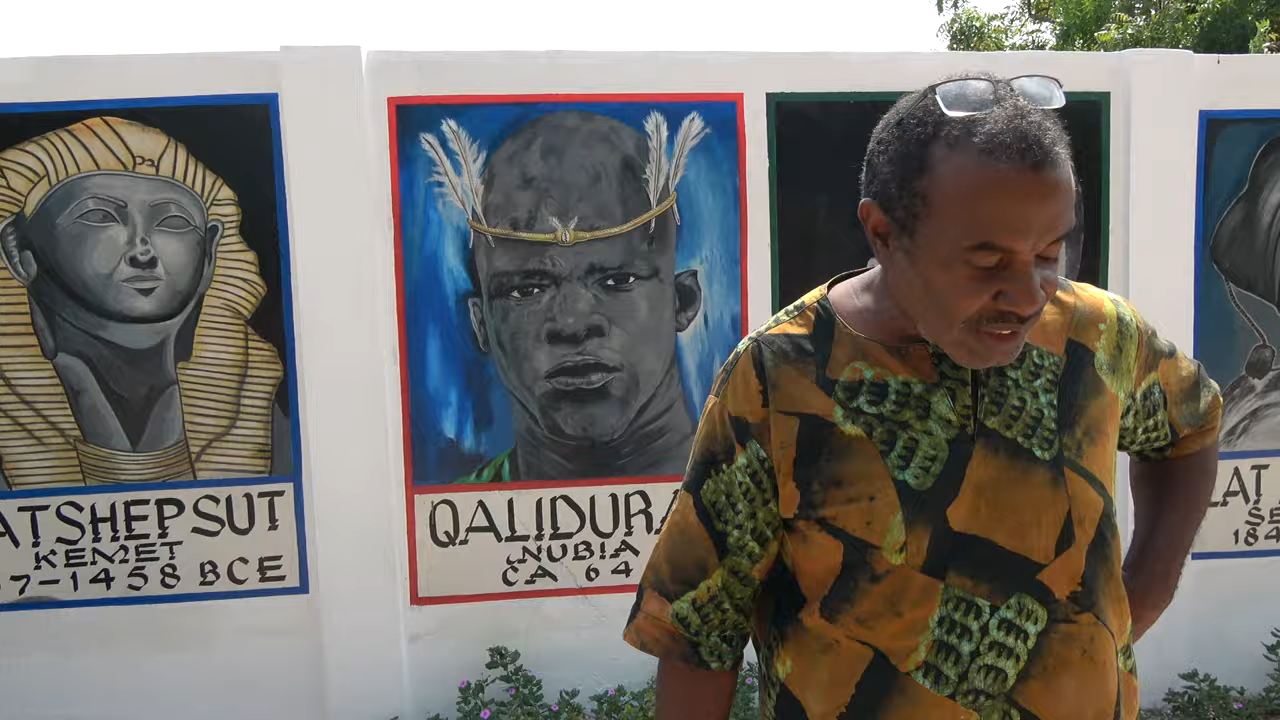 ATSHEPSUT
KEMET
7-1458 BCE
QALIDURA
NUBIA
CA 64
LAT
SE
184